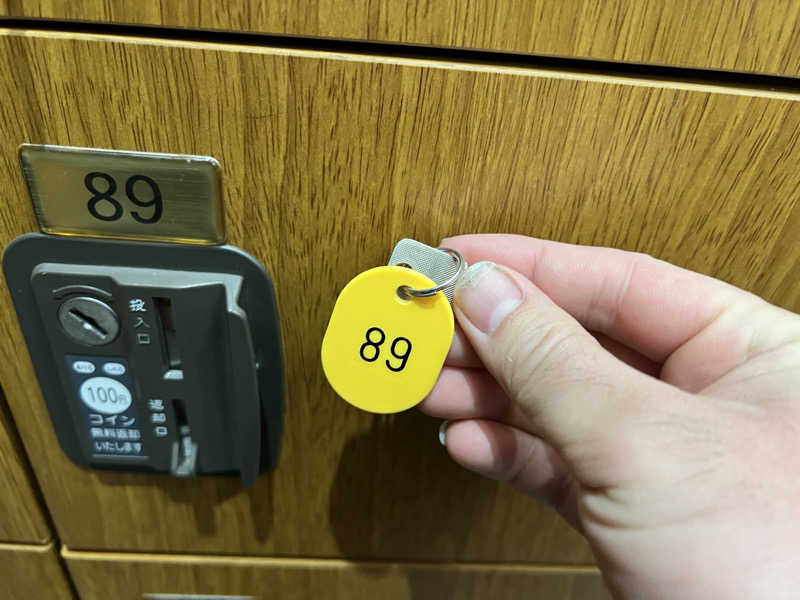 89
投入口
100円
コイン
無料返却
いたします
返却口
89